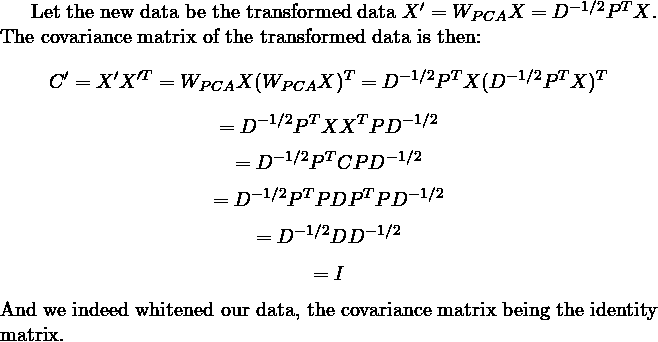 Let the new data be the transformed data $X' = W_{PCA}X = D^{-1/2}P^TX$.
The covariance matrix of the transformed data is then:
$C' = X'X'^T = W_{PCA}X(W_{PCA}X)^T = D^{-1/2}P^TX(D^{-1/2}P^TX)^T$
$= D^{-1/2}P^TXX^TPD^{-1/2}$
$= D^{-1/2}P^TCPD^{-1/2}$
$= D^{-1/2}P^TPDP^TPD^{-1/2}$
$= D^{-1/2}DD^{-1/2}$
$= I$
And we indeed whitened our data, the covariance matrix being the identity
matrix.